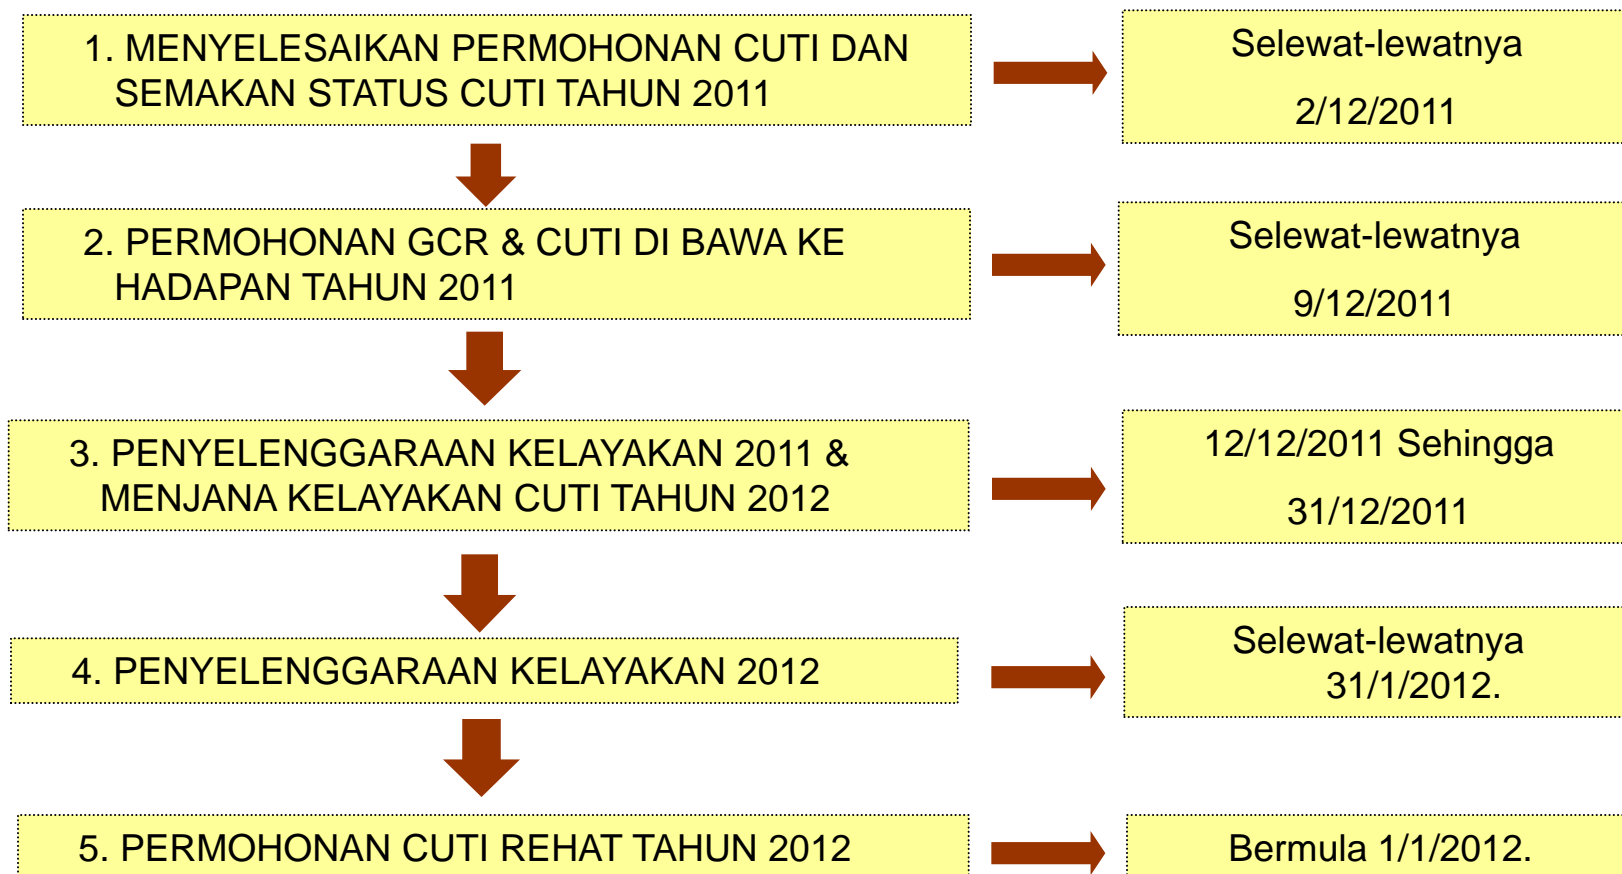 1. MENYELESAIKAN PERMOHONAN CUTI DAN
SEMAKAN STATUS CUTI TAHUN 2011
Selewat-lewatnya
2/12/2011
2. PERMOHONAN GCR & CUTI DI BAWA KE
HADAPAN TAHUN 2011
Selewat-lewatnya
9/12/2011
3. PENYELENGGARAAN KELAYAKAN 2011 &
MENJANA KELAYAKAN CUTI TAHUN 2012
12/12/2011 Sehingga
31/12/2011
4. PENYELENGGARAAN KELAYAKAN 2012
Selewat-lewatnya
31/1/2012.
5. PERMOHONAN CUTI REHAT TAHUN 2012
Bermula 1/1/2012.